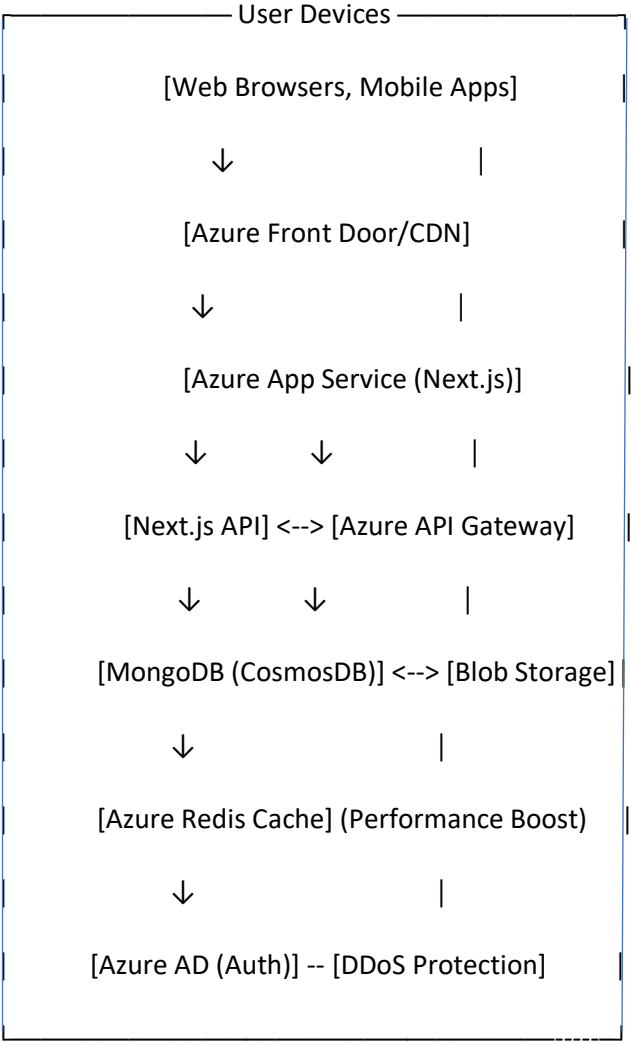 User Devices
[Web Browsers, Mobile Apps]
↓ |
[Azure Front Door/CDN]
↓ |
[Azure App Service (Next.js)]
↓ ↓ |
[Next.js API] <--> [Azure API Gateway]
↓ ↓ |
[MongoDB (CosmosDB)] <--> [Blob Storage]
↓ |
[Azure Redis Cache] (Performance Boost)
↓ |
[Azure AD (Auth)] -- [DDoS Protection]